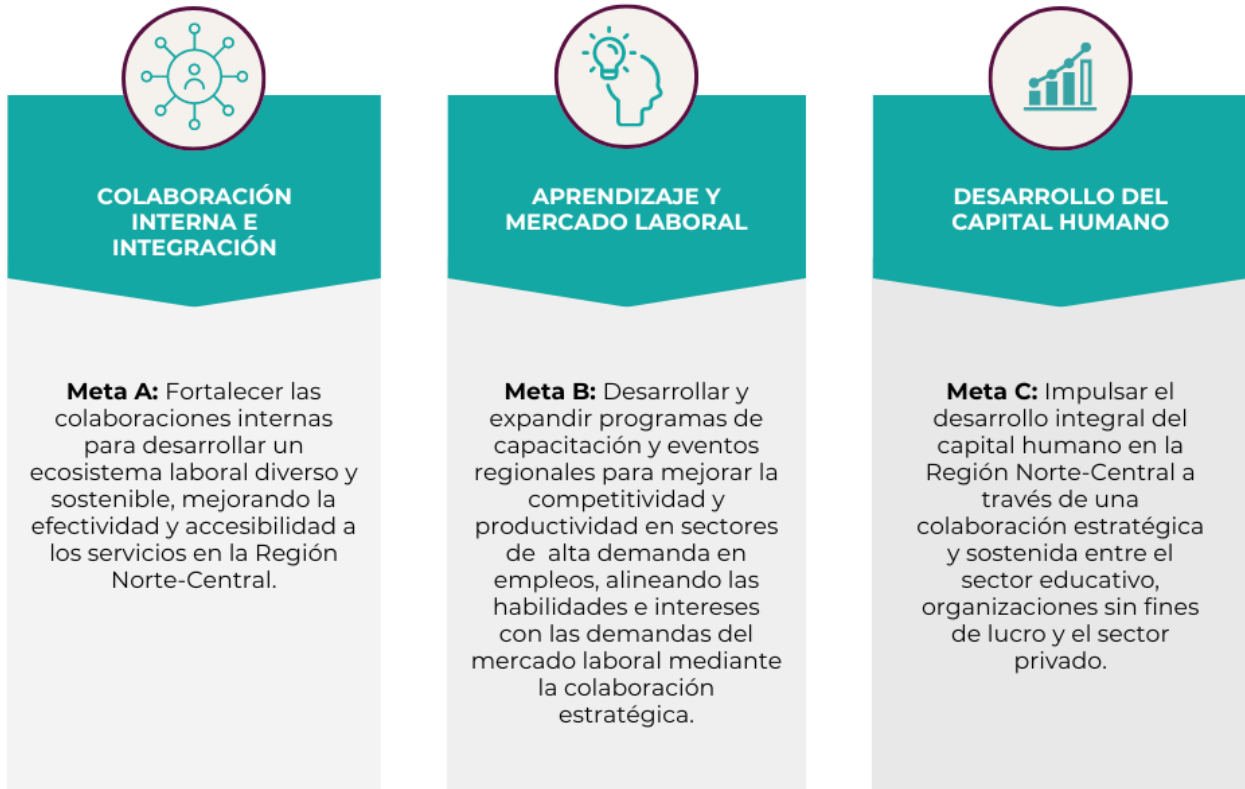 COLABORACIÓN
INTERNA E
INTEGRACIÓN
Meta A: Fortalecer las
colaboraciones internas
para desarrollar un
ecosistema laboral diverso y
sostenible, mejorando la
efectividad y accesibilidad a
los servicios en la Región
Norte-Central.
APRENDIZAJE Y
MERCADO LABORAL
Meta B: Desarrollar y
expandir programas de
capacitación y eventos
regionales para mejorar la
competitividad y
productividad en sectores
de alta demanda en
empleos, alineando las
habilidades e intereses
con las demandas del
mercado laboral mediante
la colaboración
estratégica.
DESARROLLO DEL
CAPITAL HUMANO
Meta C: Impulsar el
desarrollo integral del
capital humano en la
Región Norte-Central a
través de una
colaboración estratégica
y sostenida entre el
sector educativo,
organizaciones sin fines
de lucro y el sector
privado.